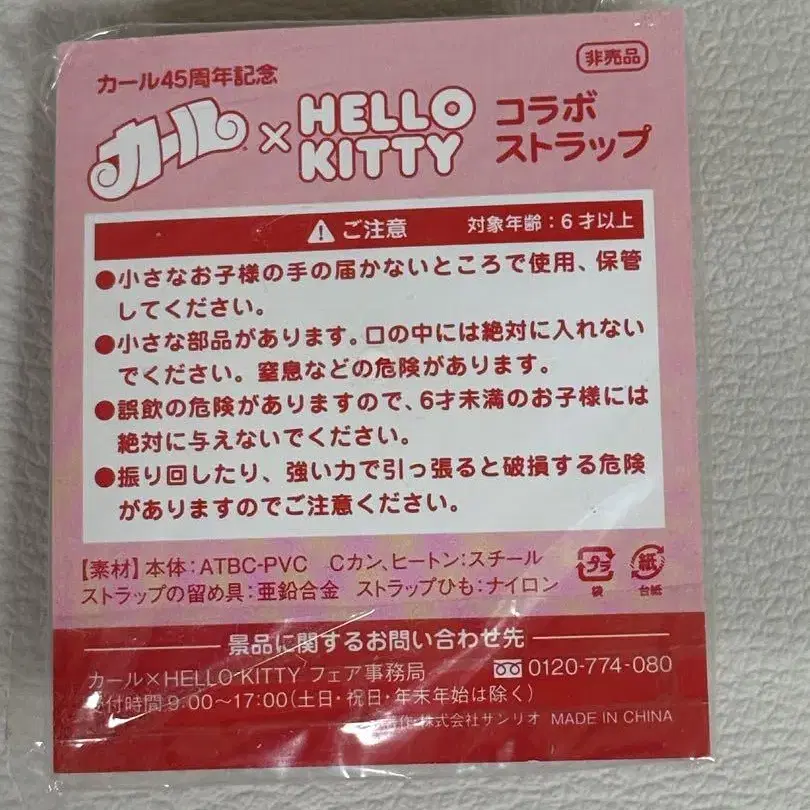 カール45周年記念
非売品
カール × HELLO KITTY コラボストラップ
ご注意 対象年齢:6才以上
●小さなお子様の手の届かないところで使用、保管
してください。
●小さな部品があります。口の中には絶対に入れない
でください。窒息などの危険があります。
●誤飲の危険がありますので、6才未満のお子様には
絶対に与えないでください。
●振り回したり、強い力で引っ張ると破損する危険
がありますのでご注意ください。
【素材】本体:ATBC-PVC Cカン、ヒートン:スチール
ストラップの留め具:亜鉛合金 ストラップひも:ナイロン
プラ 袋
紙 台紙
景品に関するお問い合わせ先
カール×HELLO KITTY フェア事務局 0120-774-080
受付時間9:00〜17:00(土日・祝日・年末年始は除く)
著作:株式会社サンリオ MADE IN CHINA